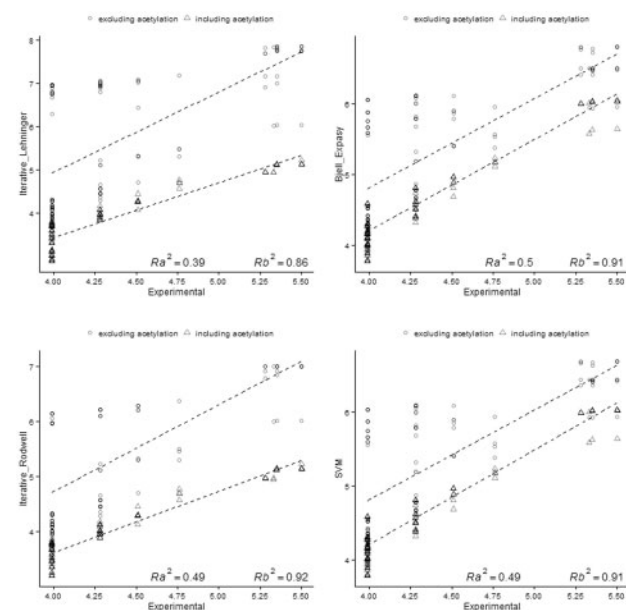 ○ excluding acetylation △ including acetylation
8
7
6
5
4
3
Iterative_Lehninger
Ra² = 0.39 Rb² = 0.86
4.00 4.25 4.50 4.75 5.00 5.25 5.50
Experimental
○ excluding acetylation △ including acetylation
6
5
4
Bjell_Expasy
Ra² = 0.5 Rb² = 0.91
4.00 4.25 4.50 4.75 5.00 5.25 5.50
Experimental
○ excluding acetylation △ including acetylation
7
6
5
4
Iterative_Rodwell
Ra² = 0.49 Rb² = 0.92
4.00 4.25 4.50 4.75 5.00 5.25 5.50
Experimental
○ excluding acetylation △ including acetylation
6
5
4
SVM
Ra² = 0.49 Rb² = 0.91
4.00 4.25 4.50 4.75 5.00 5.25 5.50
Experimental